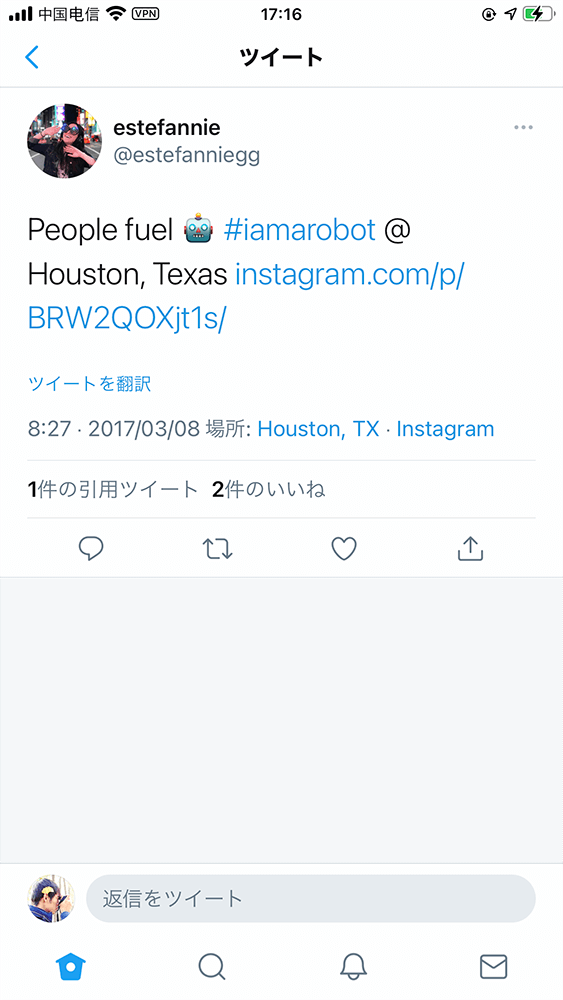 中国电信 VPN 17:16
ツイート
estefannie
@estefanniegg
People fuel 🤖 #iamarobot @
Houston, Texas instagram.com/p/
BRW2QOXjt1s/
ツイートを翻訳
8:27 · 2017/03/08 場所: Houston, TX · Instagram
1件の引用ツイート 2件のいいね
返信をツイート